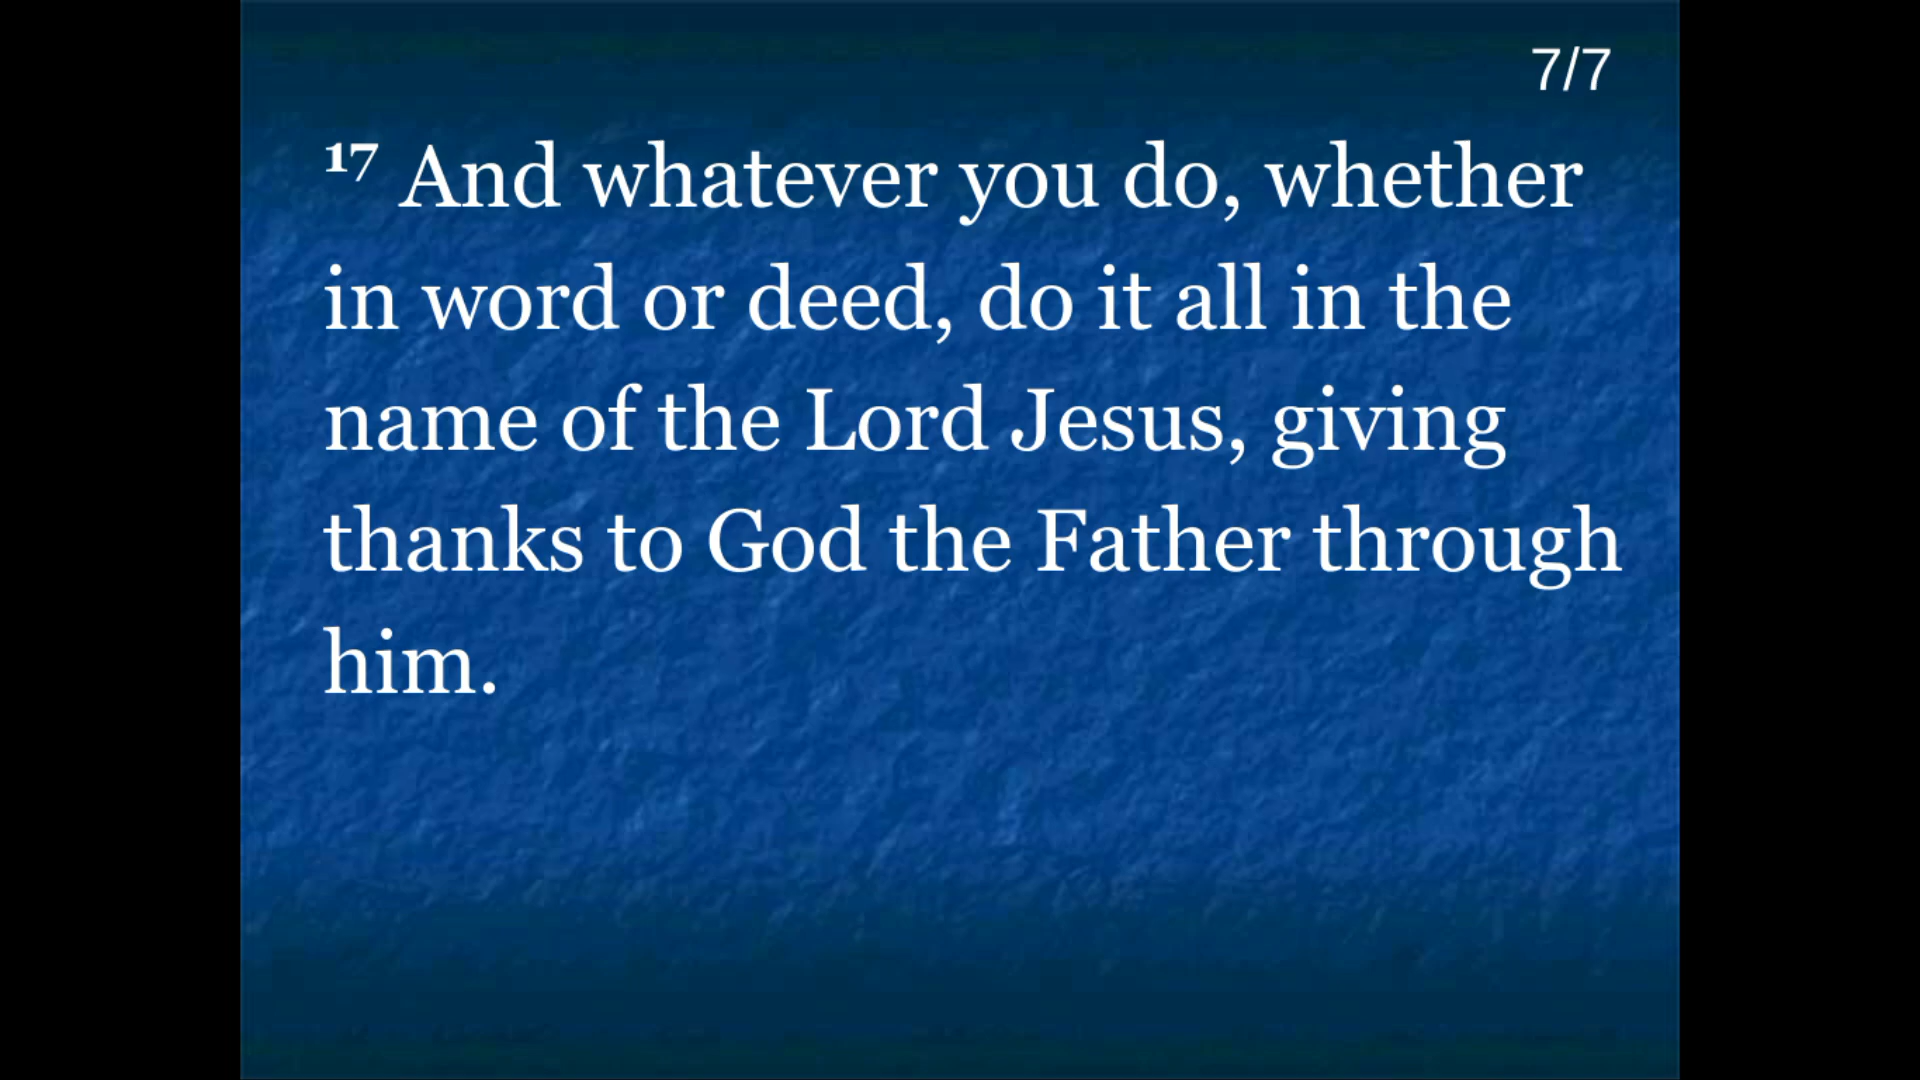 7/7
17 And whatever you do, whether
in word or deed, do it all in the
name of the Lord Jesus, giving
thanks to God the Father through
him.